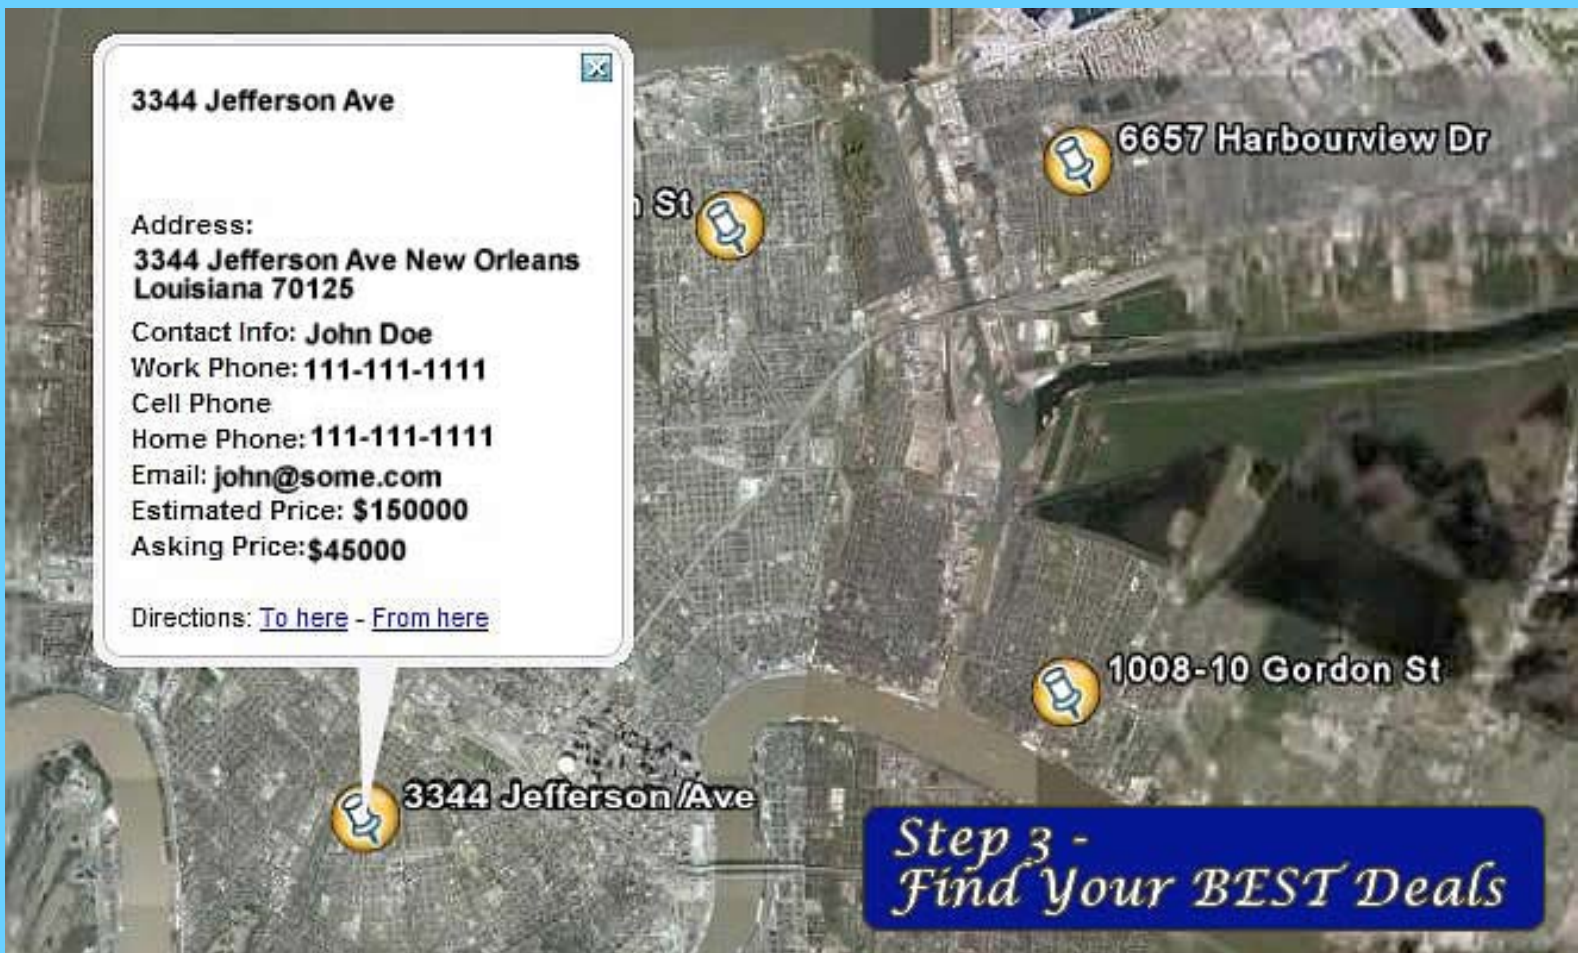 3344 Jefferson Ave
Address:
3344 Jefferson Ave New Orleans
Louisiana 70125
Contact Info: John Doe
Work Phone: 111-111-1111
Cell Phone
Home Phone: 111-111-1111
Email: john@some.com
Estimated Price: $150000
Asking Price: $45000
Directions: To here - From here
6657 Harbourview Dr
St
1008-10 Gordon St
3344 Jefferson Ave
Step 3 -
Find Your BEST Deals